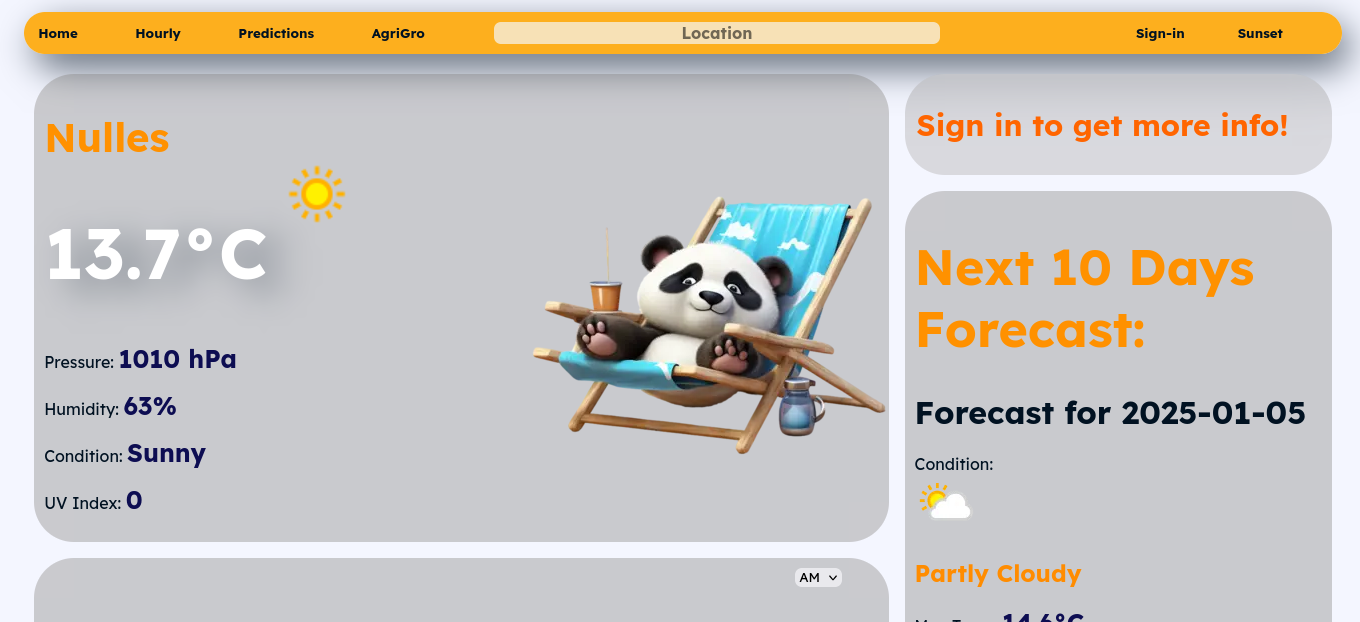 Home Hourly Predictions AgriGro Location Sign-in Sunset
Nulles
13.7°C
Pressure: 1010 hPa
Humidity: 63%
Condition: Sunny
UV Index: 0
AM
Sign in to get more info!
Next 10 Days
Forecast:
Forecast for 2025-01-05
Condition:
Partly Cloudy
14.6°C